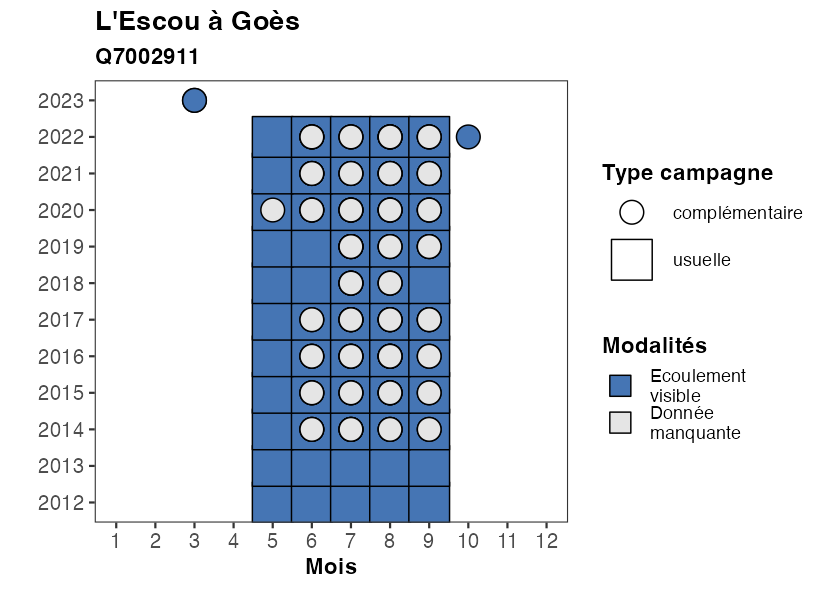 L'Escou à Goès
Q7002911
2023
2022
2021
2020
2019
2018
2017
2016
2015
2014
2013
2012
1 2 3 4 5 6 7 8 9 10 11 12
Mois
Type campagne
complémentaire
usuelle
Modalités
Ecoulement
visible
Donnée
manquante